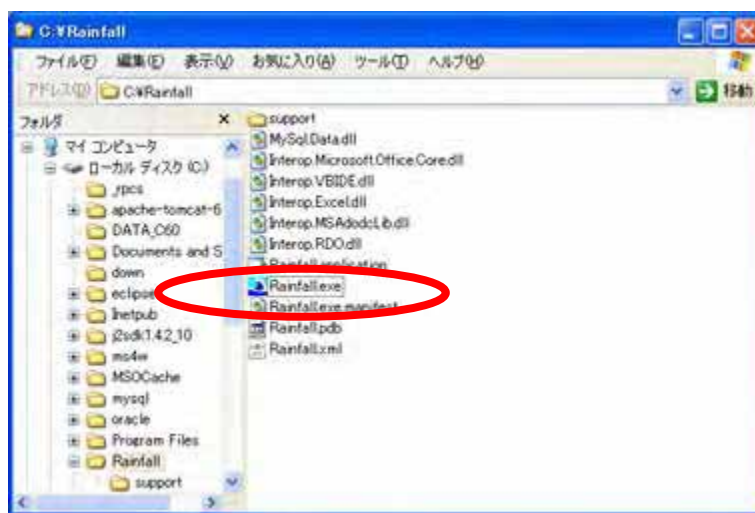 C:¥Rainfall
ファイル(F) 編集(E) 表示(V) お気に入り(A) ツール(T) ヘルプ(H)
アドレス(D) C:¥Rainfall 移動
フォルダ ×
マイ コンピュータ
ローカル ディスク (C:)
_rpcs
apache-tomcat-6
DATA_C60
Documents and S
down
eclipse
Inetpub
j2sdk1.4.2_10
ms4w
MSOCache
mysql
oracle
Program Files
Rainfall
support
support
MySql.Data.dll
Interop.Microsoft.Office.Core.dll
Interop.VBIDE.dll
Interop.Excel.dll
Interop.MSAdodcLib.dll
Interop.RDO.dll
Rainfall.application
Rainfall.exe
Rainfall.exe.manifest
Rainfall.pdb
Rainfall.xml